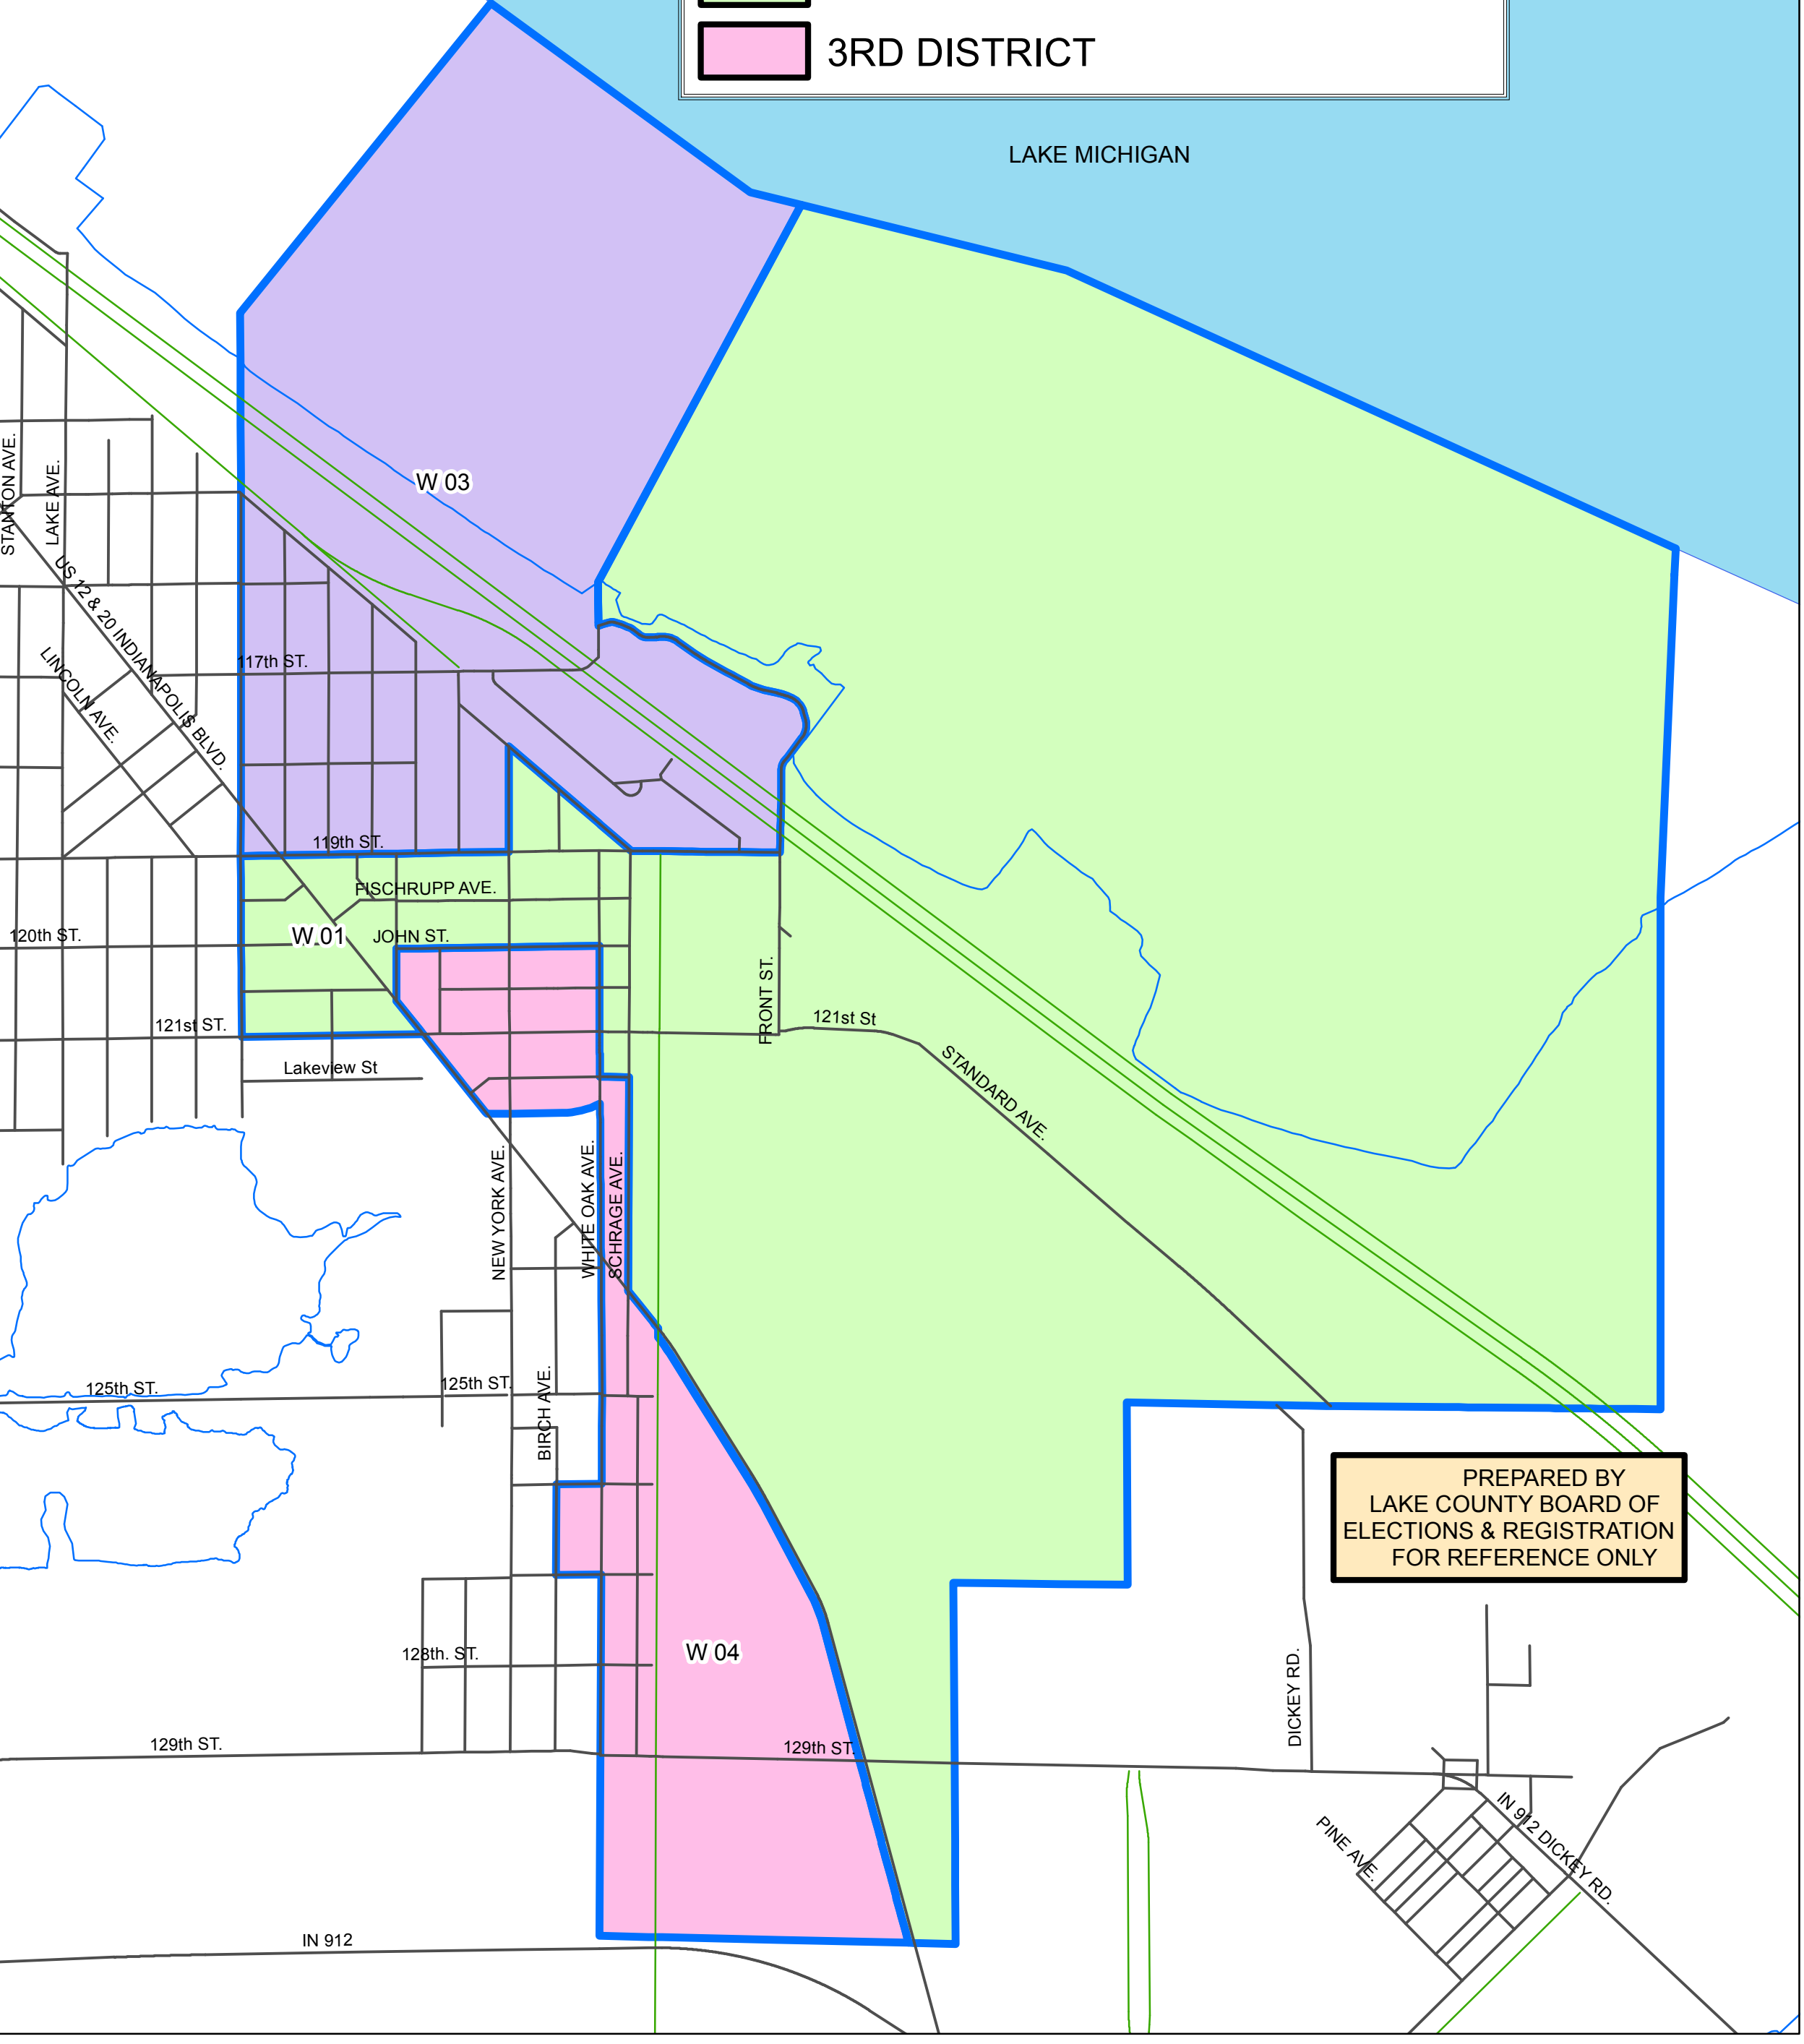 3RD DISTRICT
LAKE MICHIGAN
STANTON AVE.
LAKE AVE.
W 03
US 12 & 20 INDIANAPOLIS BLVD.
LINCOLN AVE.
117th ST.
119th ST.
FISCHRUPP AVE.
120th ST.
W 01
JOHN ST.
FRONT ST.
121st ST.
121st St
Lakeview St
STANDARD AVE.
NEW YORK AVE.
WHITE OAK AVE.
SCHRAGE AVE.
125th ST.
125th ST.
BIRCH AVE.
PREPARED BY
LAKE COUNTY BOARD OF
ELECTIONS & REGISTRATION
FOR REFERENCE ONLY
128th. ST.
W 04
DICKEY RD.
129th ST.
129th ST.
PINE AVE.
IN 912 DICKEY RD.
IN 912